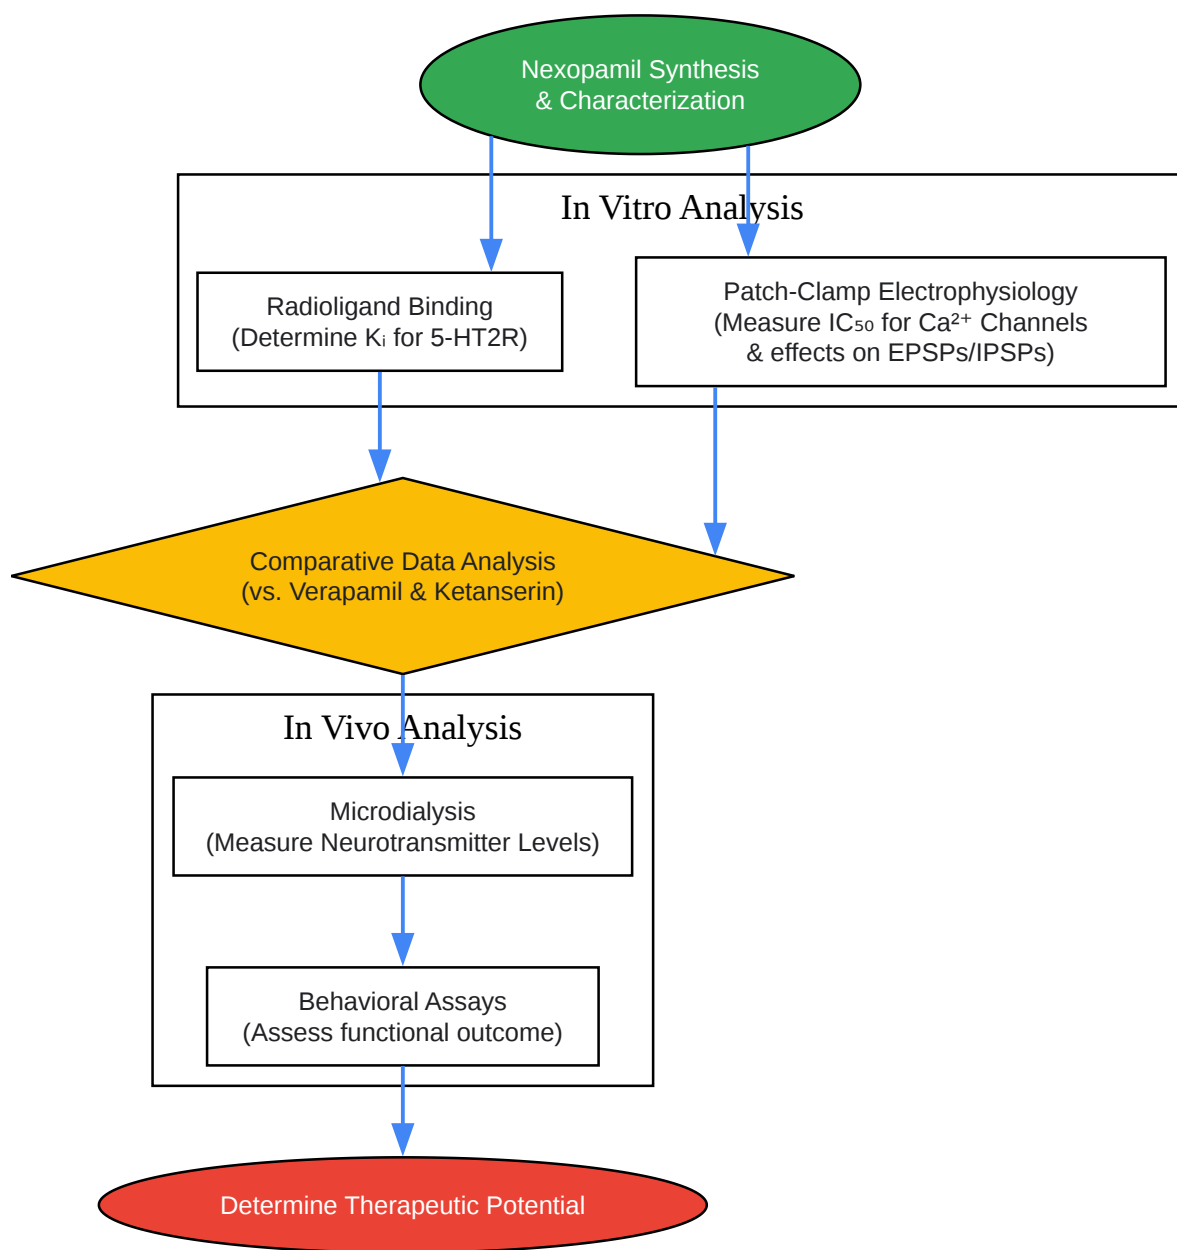 Nexopamil Synthesis
& Characterization
In Vitro Analysis
Radioligand Binding
(Determine Kᵢ for 5-HT2R)
Patch-Clamp Electrophysiology
(Measure IC₅₀ for Ca²⁺ Channels
& effects on EPSPs/IPSPs)
Comparative Data Analysis
(vs. Verapamil & Ketanserin)
In Vivo Analysis
Microdialysis
(Measure Neurotransmitter Levels)
Behavioral Assays
(Assess functional outcome)
Determine Therapeutic Potential